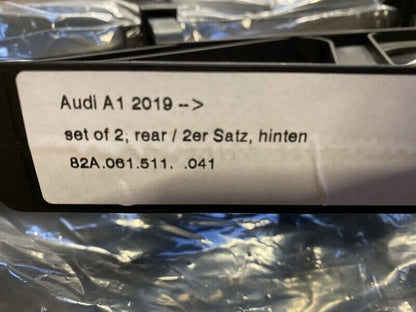 Audi A1 2019 -->
set of 2, rear / 2er Satz, hinten
82A.061.511. .041